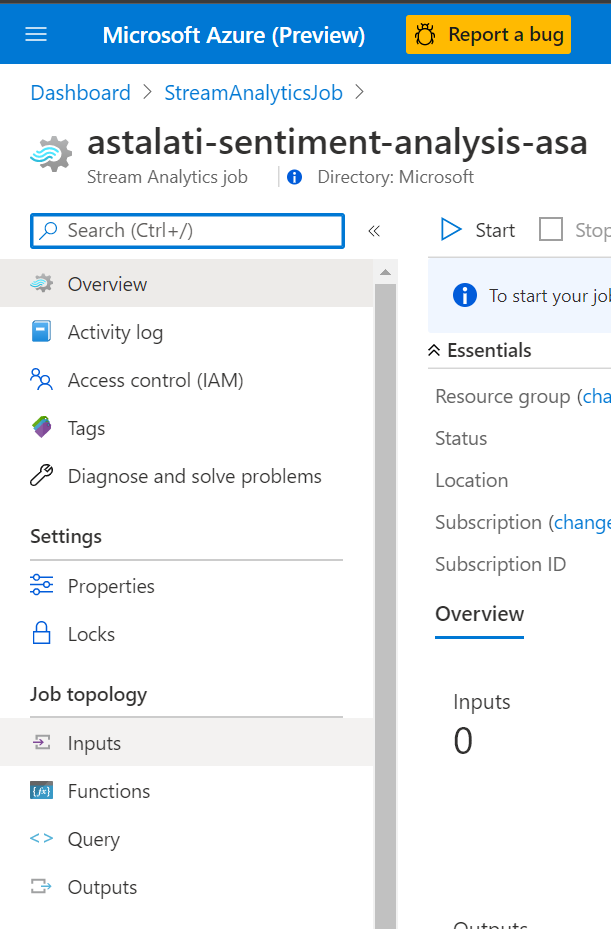 Microsoft Azure (Preview)
Report a bug
Dashboard > StreamAnalyticsJob >
astalati-sentiment-analysis-asa
Stream Analytics job
Directory: Microsoft
Search (Ctrl+/)
«
Overview
Activity log
Access control (IAM)
Tags
Diagnose and solve problems
Settings
Properties
Locks
Job topology
Inputs
Functions
Query
Outputs
Start
Stop
To start your jo
Essentials
Resource group (cha
Status
Location
Subscription (change
Subscription ID
Overview
Inputs
0
Outputs